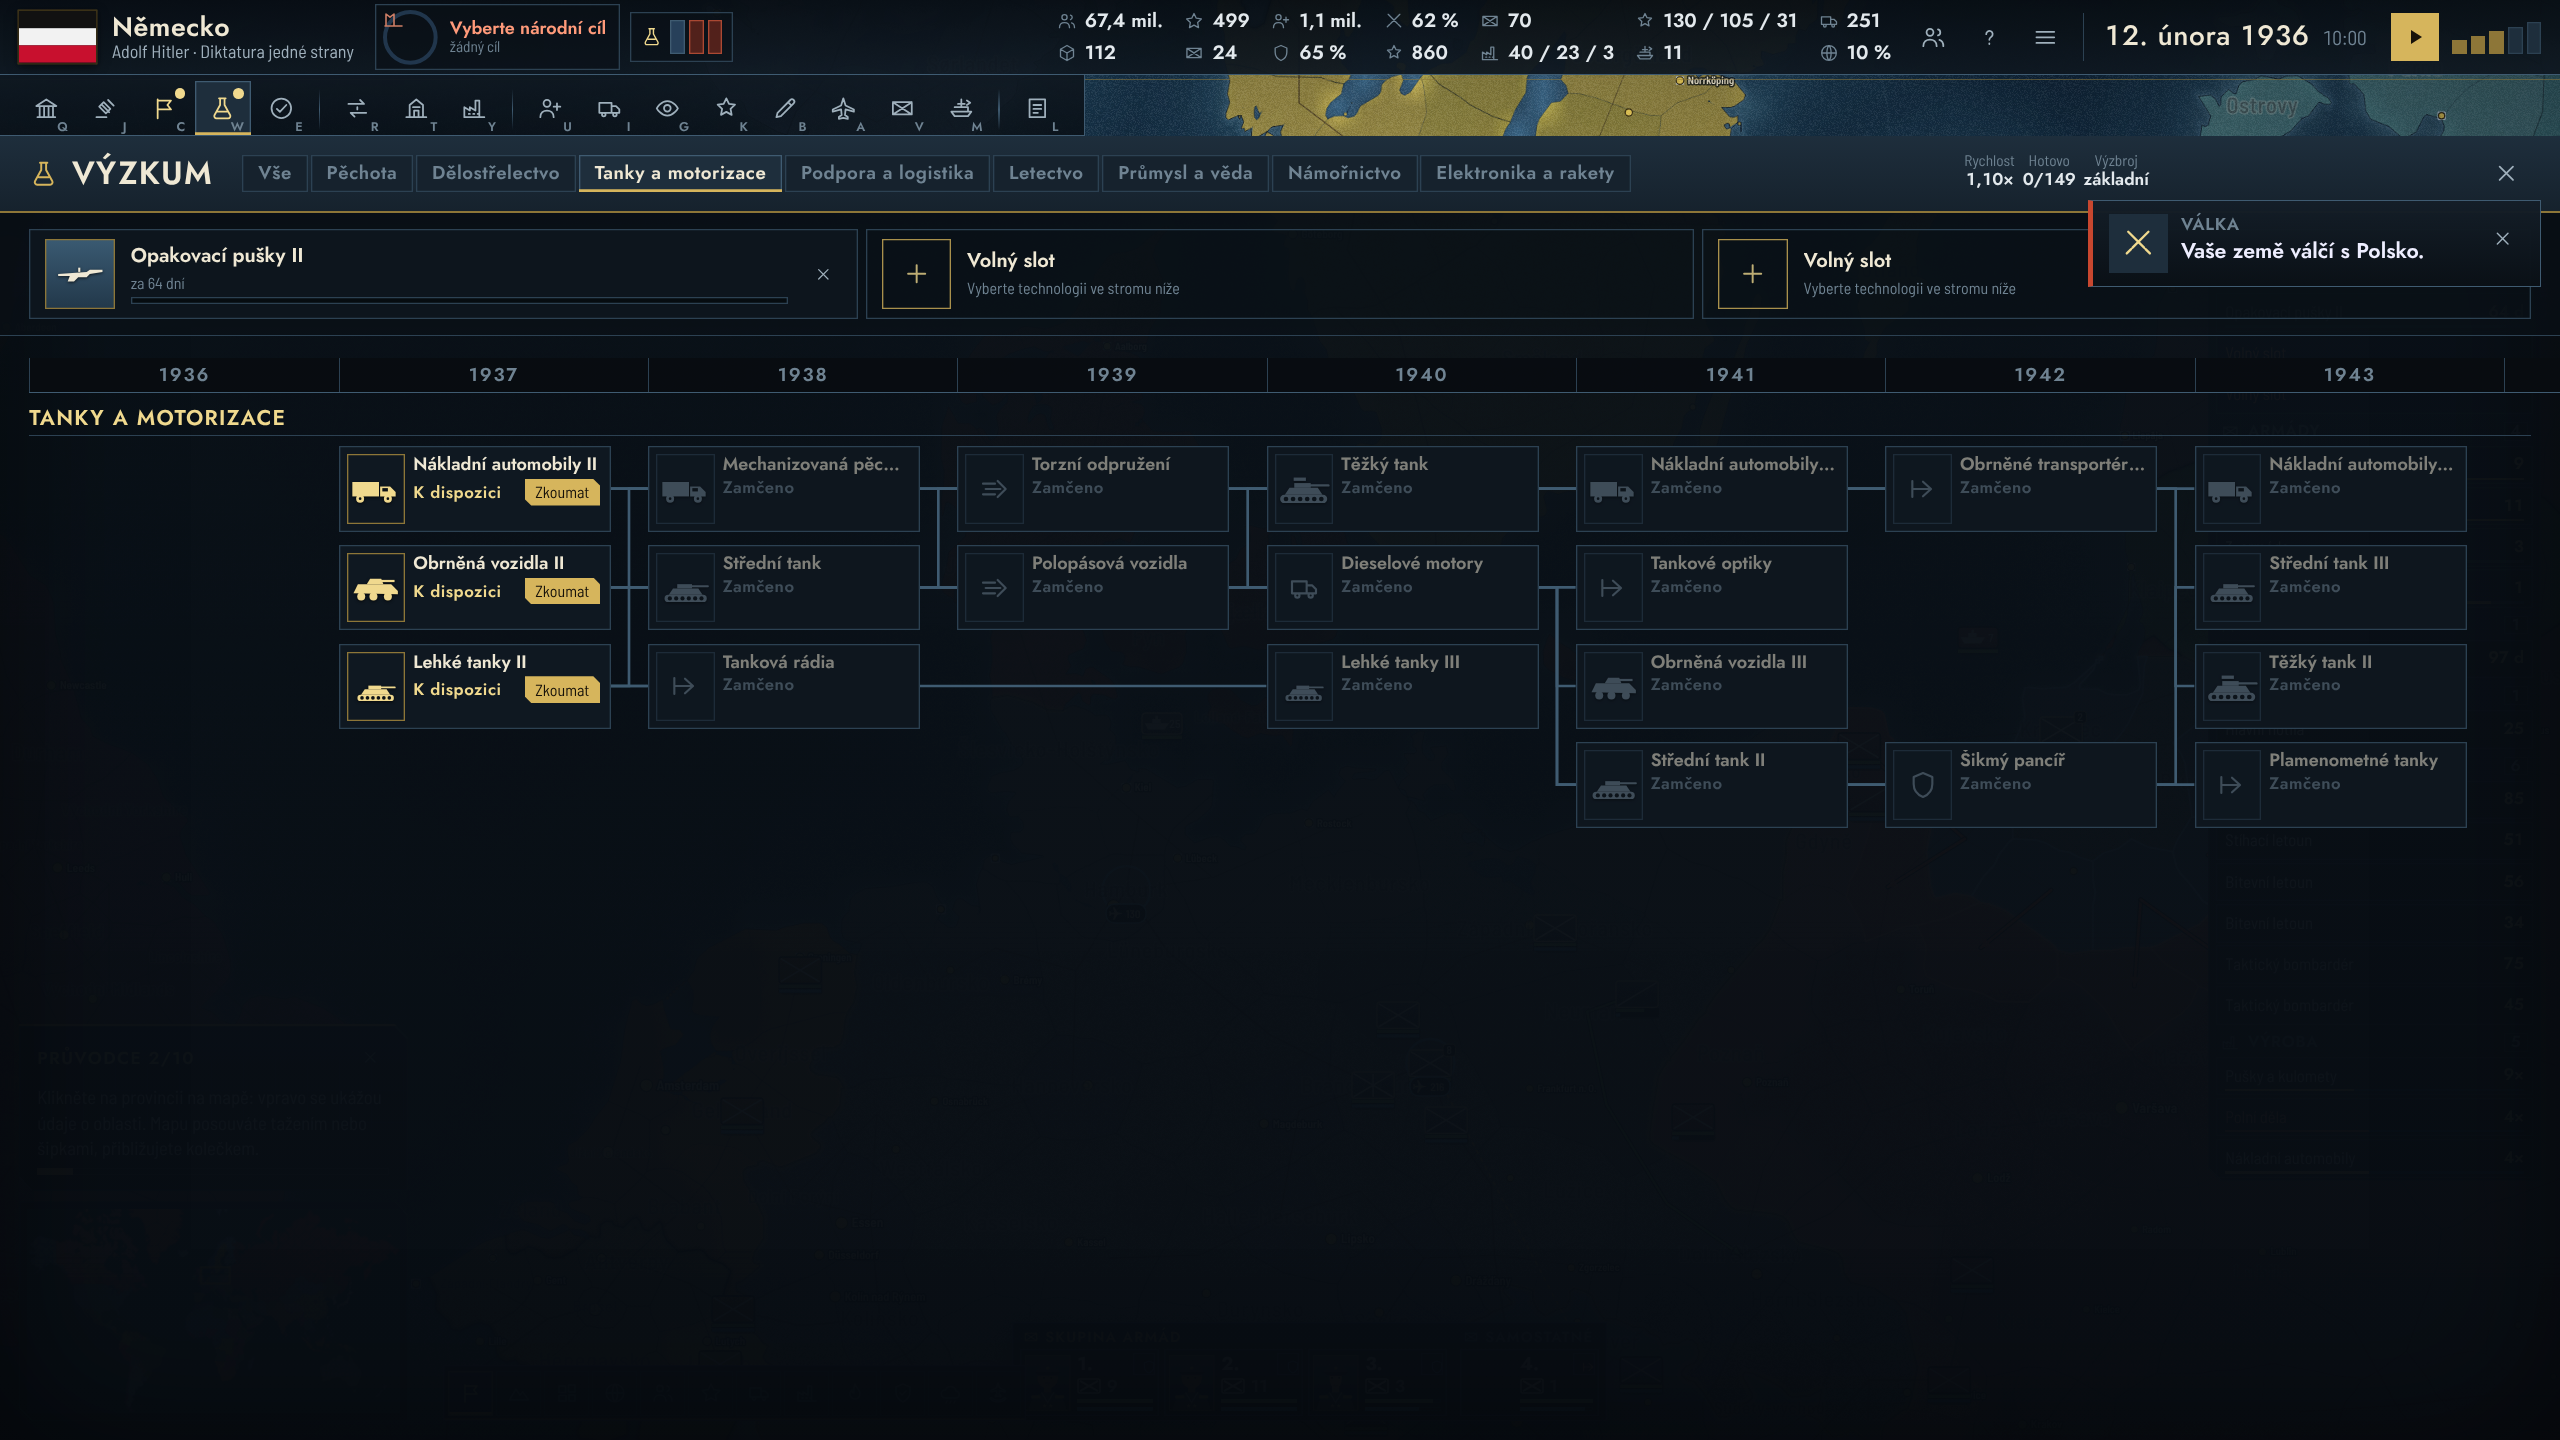 Německo
Adolf Hitler · Diktatura jedné strany
Vyberte národní cíl
žádný cíl
67,4 mil. 499 1,1 mil. 62 % 70 130 / 105 / 31 251
112 24 65 % 860 40 / 23 / 3 11 10 %
?
12. února 1936 10:00
Q J C W E R T Y U I G K B A V M L
Norrköping
Ostrovy
VÝZKUM
Vše Pěchota Dělostřelectvo Tanky a motorizace Podpora a logistika Letectvo Průmysl a věda Námořnictvo Elektronika a rakety
Rychlost Hotovo Výzbroj
1,10× 0/149 základní
VÁLKA
Vaše země válčí s Polsko.
Opakovací pušky II
za 64 dní
Volný slot
Vyberte technologii ve stromu níže
Volný slot
Vyberte technologii ve stromu níže
1936 1937 1938 1939 1940 1941 1942 1943
TANKY A MOTORIZACE
Nákladní automobily II
K dispozici Zkoumat
Mechanizovaná pěc...
Zamčeno
Torzní odpružení
Zamčeno
Těžký tank
Zamčeno
Nákladní automobily...
Zamčeno
Obrněné transportér...
Zamčeno
Nákladní automobily...
Zamčeno
Obrněná vozidla II
K dispozici Zkoumat
Střední tank
Zamčeno
Polopásová vozidla
Zamčeno
Dieselové motory
Zamčeno
Tankové optiky
Zamčeno
Střední tank III
Zamčeno
Lehké tanky II
K dispozici Zkoumat
Tanková rádia
Zamčeno
Lehké tanky III
Zamčeno
Obrněná vozidla III
Zamčeno
Těžký tank II
Zamčeno
Střední tank II
Zamčeno
Šikmý pancíř
Zamčeno
Plamenometné tanky
Zamčeno
PRŮVODCE 2/10